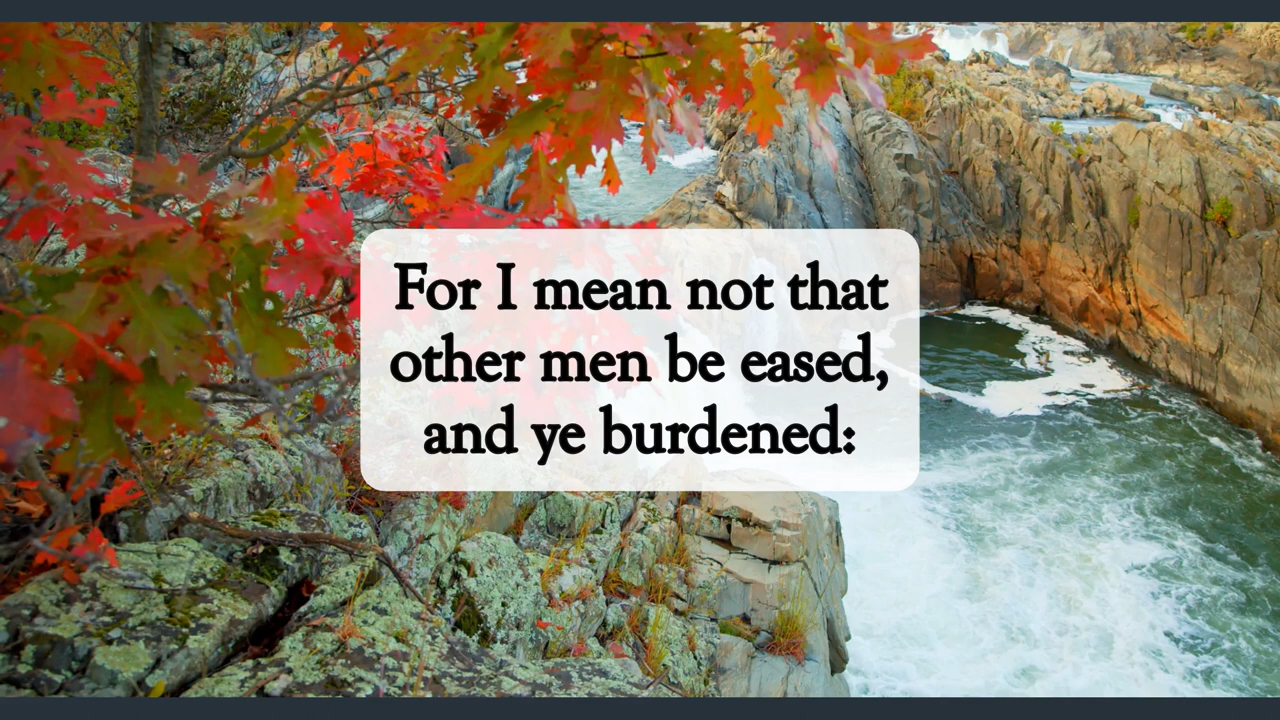 For I mean not that
other men be eased,
and ye burdened: